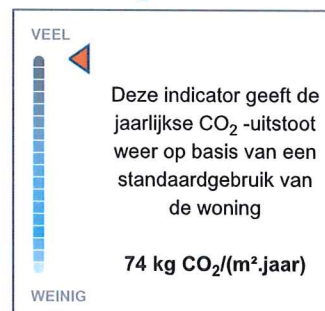 VEEL
Deze indicator geeft de
jaarlijkse CO₂ -uitstoot
weer op basis van een
standaardgebruik van
de woning
74 kg CO₂/(m².jaar)
WEINIG